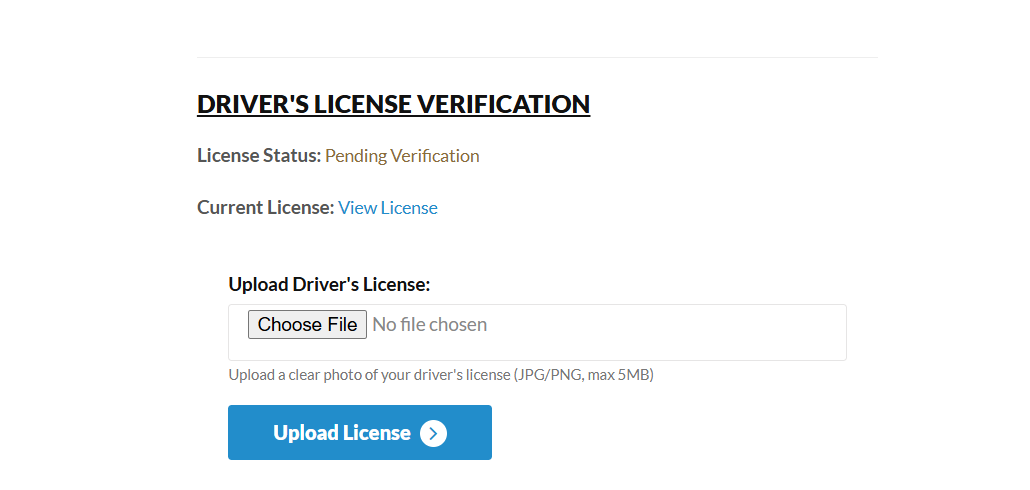 DRIVER'S LICENSE VERIFICATION
License Status: Pending Verification
Current License: View License
Upload Driver's License:
Choose File No file chosen
Upload a clear photo of your driver's license (JPG/PNG, max 5MB)
Upload License